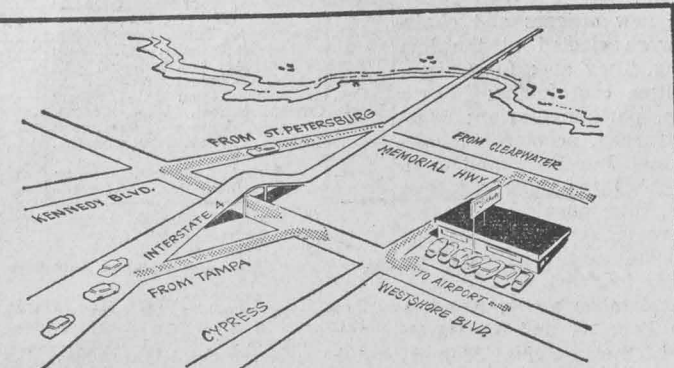 FROM ST. PETERSBURG
FROM CLEARWATER
MEMORIAL HWY
KENNEDY BLVD.
INTERSTATE 4
FROM TAMPA
TO AIRPORT
CYPRESS
WESTSHORE BLVD.